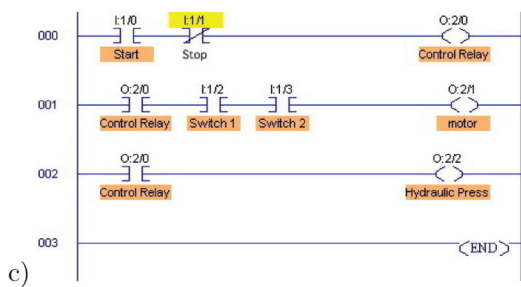 I:1/0 I:1/1 O:2/0
000
Start Stop Control Relay
O:2/0 I:1/2 I:1/3 O:2/1
001
Control Relay Switch 1 Switch 2 motor
O:2/0 O:2/2
002
Control Relay Hydraulic Press
003 END
c)